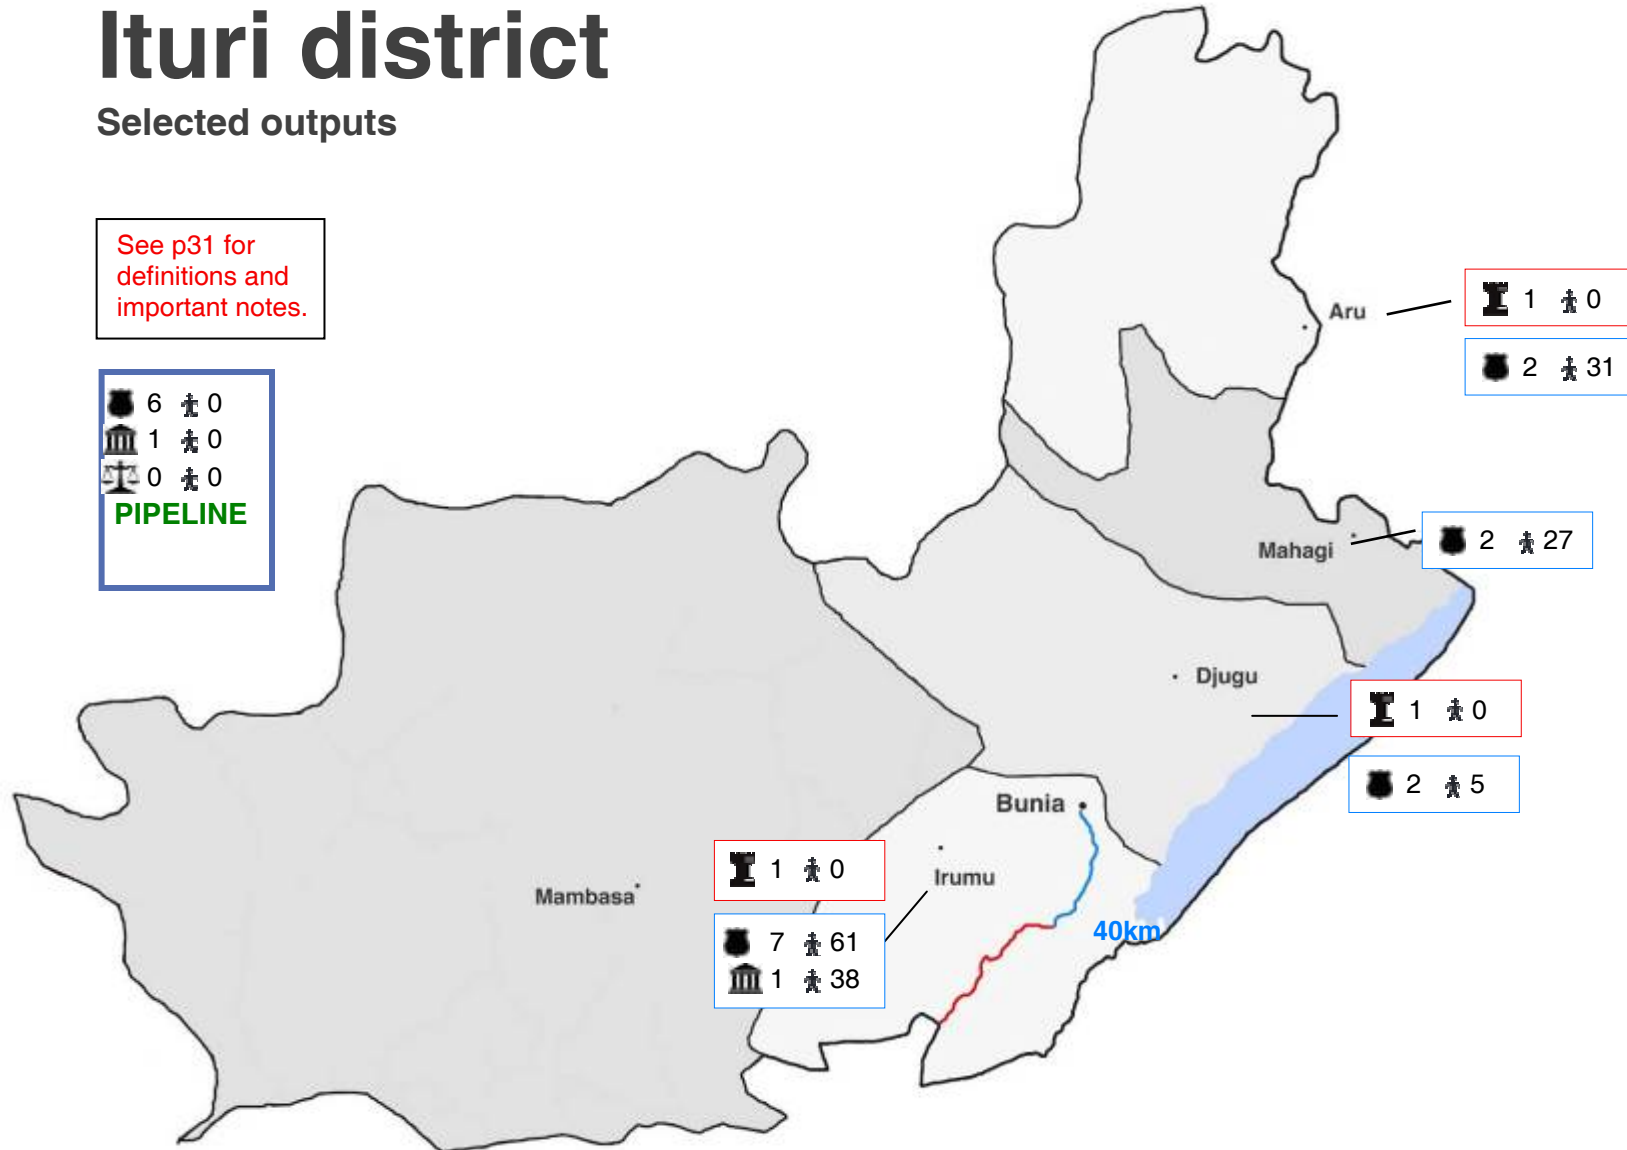 Ituri district
Selected outputs
See p31 for
definitions and
important notes.
6 0
1 0
0 0
PIPELINE
Aru
1 0
2 31
Mahagi
2 27
Djugu
1 0
2 5
Bunia
Irumu
1 0
7 61
1 38
Mambasa
40km